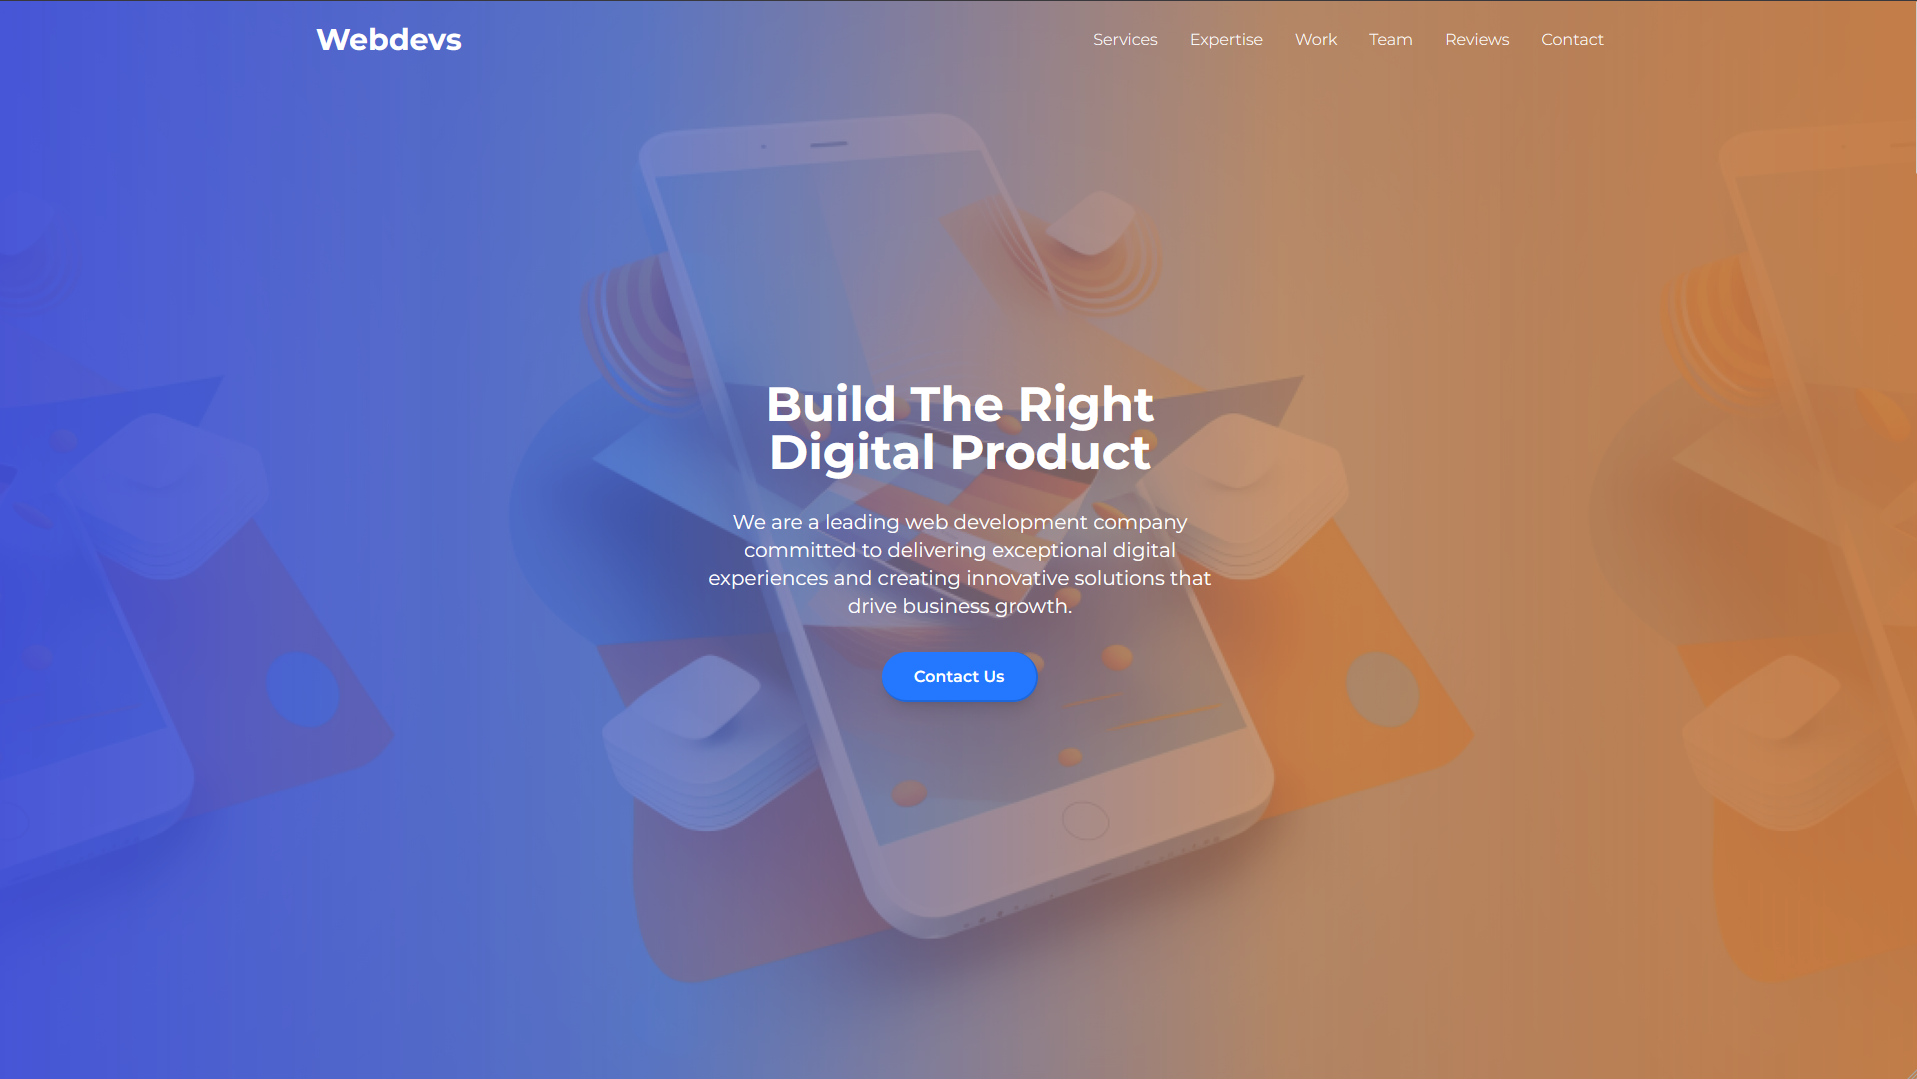 Webdevs
Services Expertise Work Team Reviews Contact
Build The Right
Digital Product
We are a leading web development company
committed to delivering exceptional digital
experiences and creating innovative solutions that
drive business growth.
Contact Us